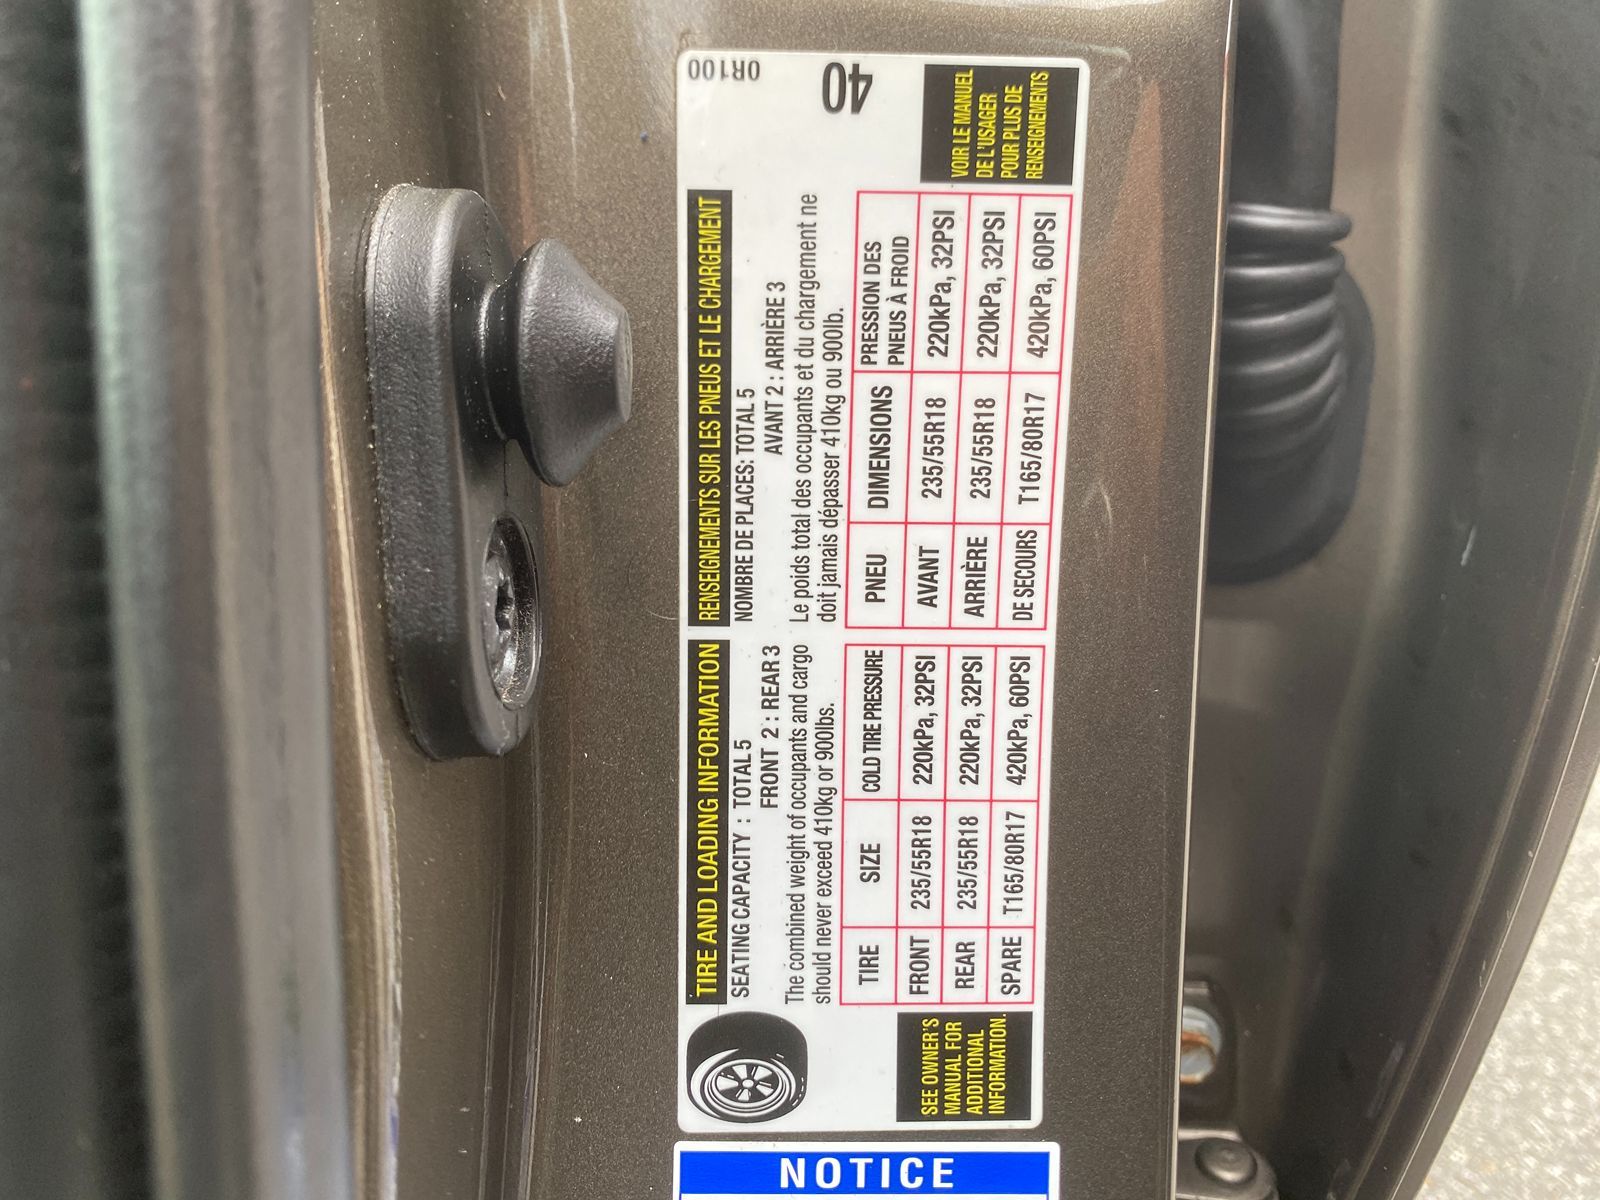 TIRE AND LOADING INFORMATION
SEATING CAPACITY : TOTAL 5
FRONT 2 : REAR 3
The combined weight of occupants and cargo
should never exceed 410kg or 900lbs.
TIRE SIZE COLD TIRE PRESSURE
FRONT 235/55R18 220kPa, 32PSI
REAR 235/55R18 220kPa, 32PSI
SPARE T165/80R17 420kPa, 60PSI
SEE OWNER'S
MANUAL FOR
ADDITIONAL
INFORMATION.
RENSEIGNEMENTS SUR LES PNEUS ET LE CHARGEMENT
NOMBRE DE PLACES: TOTAL 5
AVANT 2 : ARRIÈRE 3
Le poids total des occupants et du chargement ne
doit jamais dépasser 410kg ou 900lb.
PNEU DIMENSIONS PRESSION DES
PNEUS À FROID
AVANT 235/55R18 220kPa, 32PSI
ARRIÈRE 235/55R18 220kPa, 32PSI
DE SECOURS T165/80R17 420kPa, 60PSI
VOIR LE MANUEL
DE L'USAGER
POUR PLUS DE
RENSEIGNEMENTS
0R100
40
NOTICE